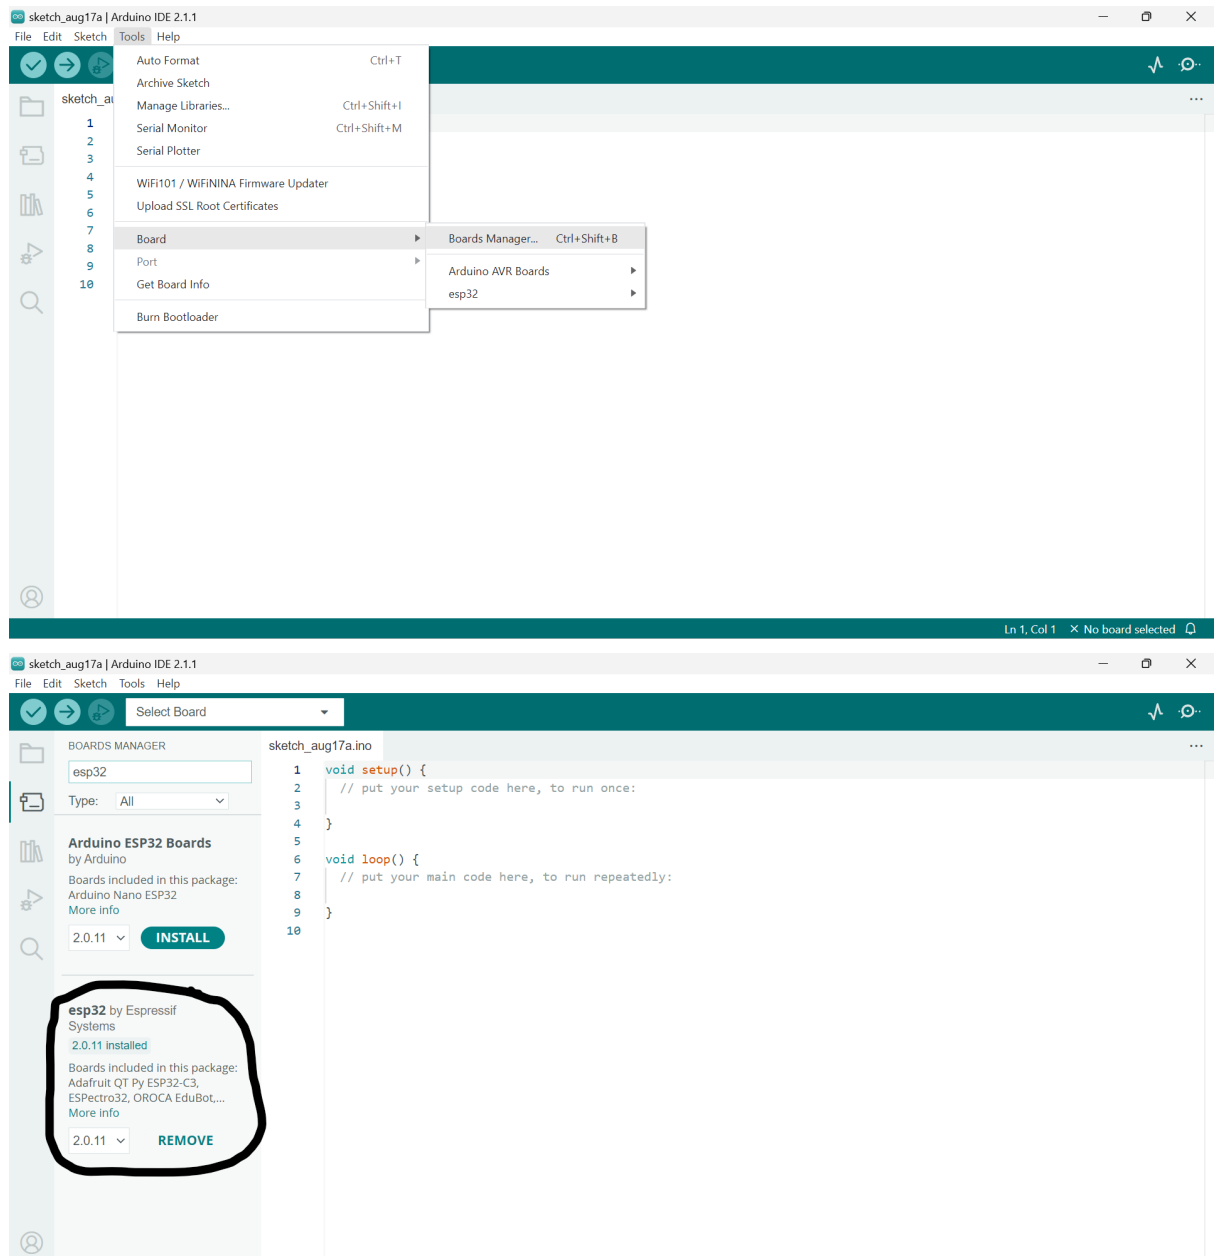 sketch_aug17a | Arduino IDE 2.1.1
File Edit Sketch Tools Help
Auto Format Ctrl+T
Archive Sketch
Manage Libraries... Ctrl+Shift+I
Serial Monitor Ctrl+Shift+M
Serial Plotter
WiFi101 / WiFiNINA Firmware Updater
Upload SSL Root Certificates
Board
Port
Get Board Info
Burn Bootloader
Boards Manager... Ctrl+Shift+B
Arduino AVR Boards
esp32
sketch_au
1
2
3
4
5
6
7
8
9
10
Ln 1, Col 1 × No board selected
sketch_aug17a | Arduino IDE 2.1.1
File Edit Sketch Tools Help
Select Board
BOARDS MANAGER
esp32
Type: All
Arduino ESP32 Boards
by Arduino
Boards included in this package:
Arduino Nano ESP32
More info
2.0.11 INSTALL
esp32 by Espressif
Systems
2.0.11 installed
Boards included in this package:
Adafruit QT Py ESP32-C3,
ESPectro32, OROCA EduBot,...
More info
2.0.11 REMOVE
sketch_aug17a.ino
1 void setup() {
2 // put your setup code here, to run once:
3
4 }
5
6 void loop() {
7 // put your main code here, to run repeatedly:
8
9 }
10